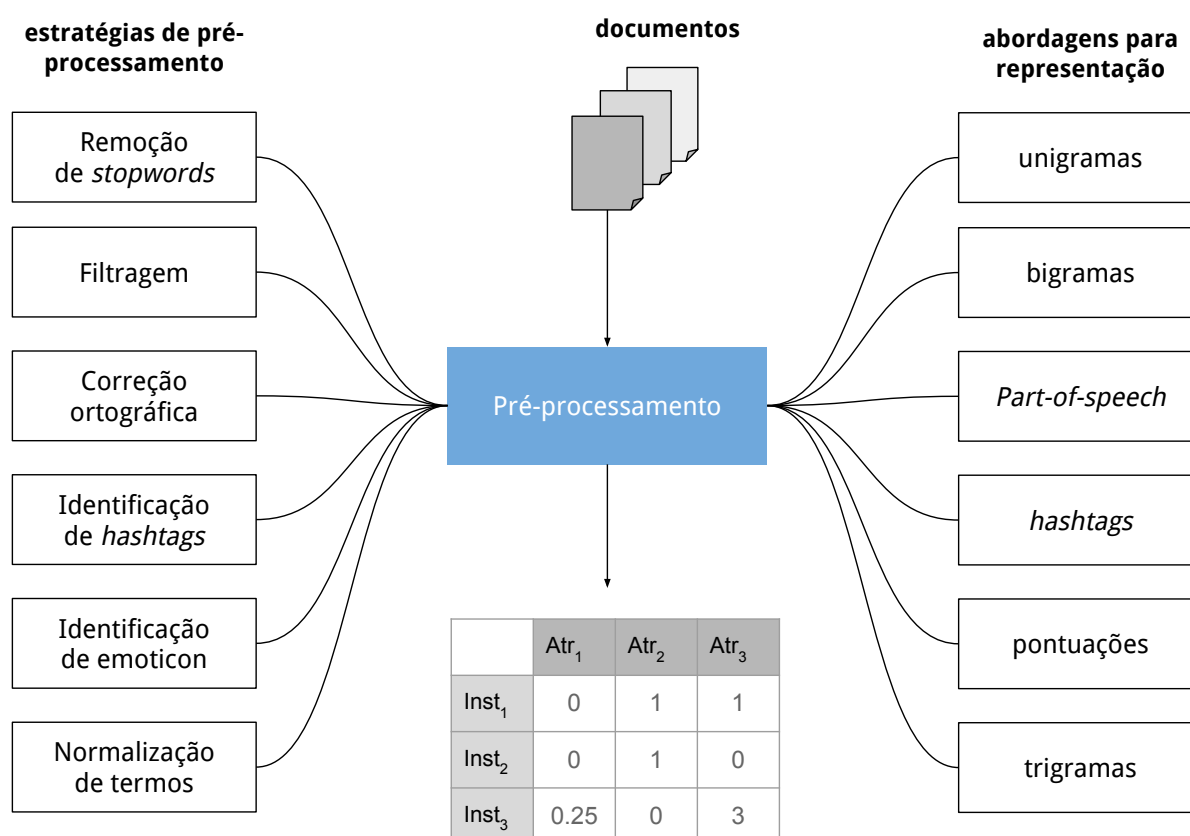 estratégias de pré-
processamento
Remoção
de stopwords
Filtragem
Correção
ortográfica
Identificação
de hashtags
Identificação
de emoticon
Normalização
de termos
documentos
Pré-processamento
Atr1 Atr2 Atr3
Inst1 0 1 1
Inst2 0 1 0
Inst3 0.25 0 3
abordagens para
representação
unigramas
bigramas
Part-of-speech
hashtags
pontuações
trigramas